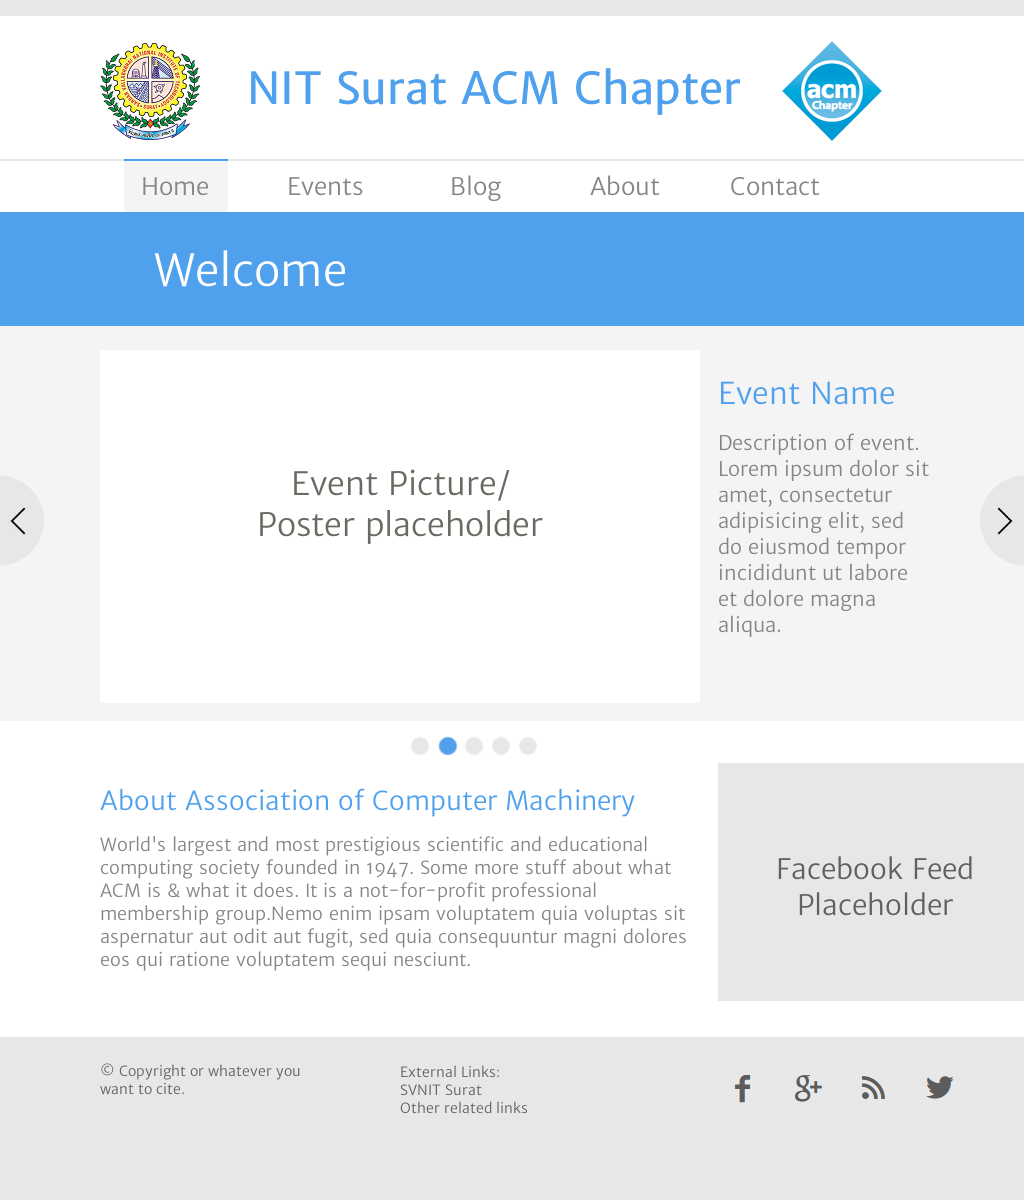 NIT Surat ACM Chapter
acm
Chapter
Home Events Blog About Contact
Welcome
Event Picture/
Poster placeholder
Event Name
Description of event.
Lorem ipsum dolor sit
amet, consectetur
adipisicing elit, sed
do eiusmod tempor
incididunt ut labore
et dolore magna
aliqua.
About Association of Computer Machinery
World's largest and most prestigious scientific and educational
computing society founded in 1947. Some more stuff about what
ACM is & what it does. It is a not-for-profit professional
membership group.Nemo enim ipsam voluptatem quia voluptas sit
aspernatur aut odit aut fugit, sed quia consequuntur magni dolores
eos qui ratione voluptatem sequi nesciunt.
Facebook Feed
Placeholder
© Copyright or whatever you
want to cite.
External Links:
SVNIT Surat
Other related links